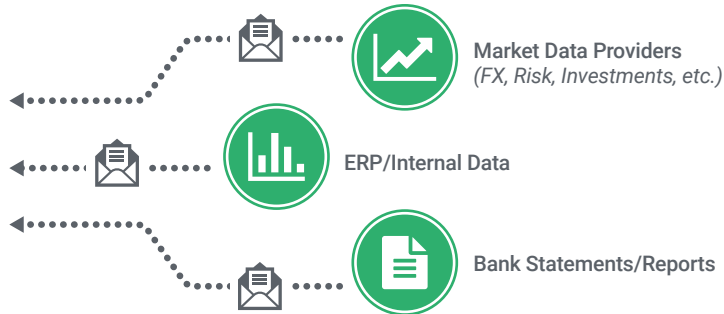 Market Data Providers
(FX, Risk, Investments, etc.)
ERP/Internal Data
Bank Statements/Reports